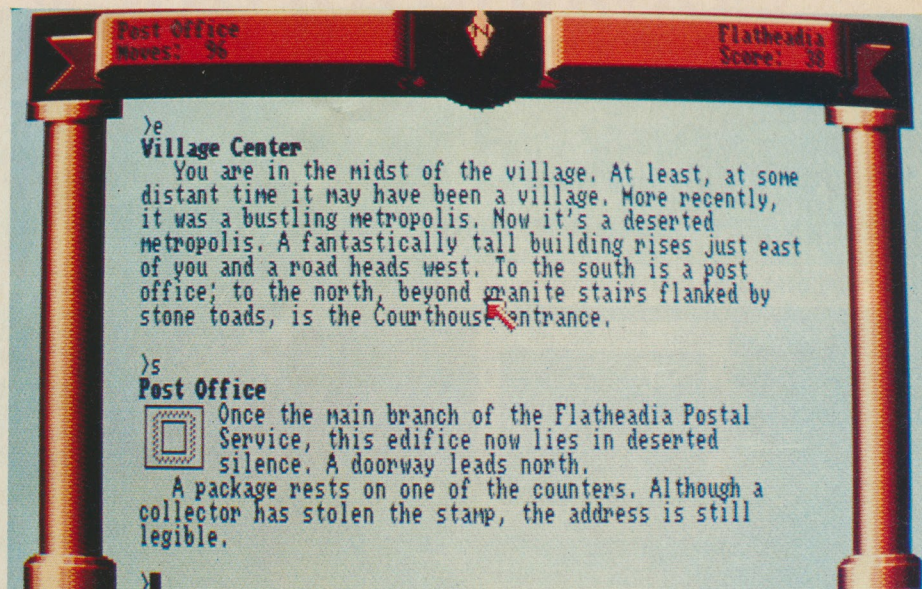 Post Office
Flatheadia
Moves: 96
Score: 38
N
>e
Village Center
You are in the midst of the village. At least, at some
distant time it may have been a village. More recently,
it was a bustling metropolis. Now it's a deserted
metropolis. A fantastically tall building rises just east
of you and a road heads west. To the south is a post
office; to the north, beyond granite stairs flanked by
stone toads, is the Courthouse entrance.
>s
Post Office
Once the main branch of the Flatheadia Postal
Service, this edifice now lies in deserted
silence. A doorway leads north.
A package rests on one of the counters. Although a
collector has stolen the stamp, the address is still
legible.
>